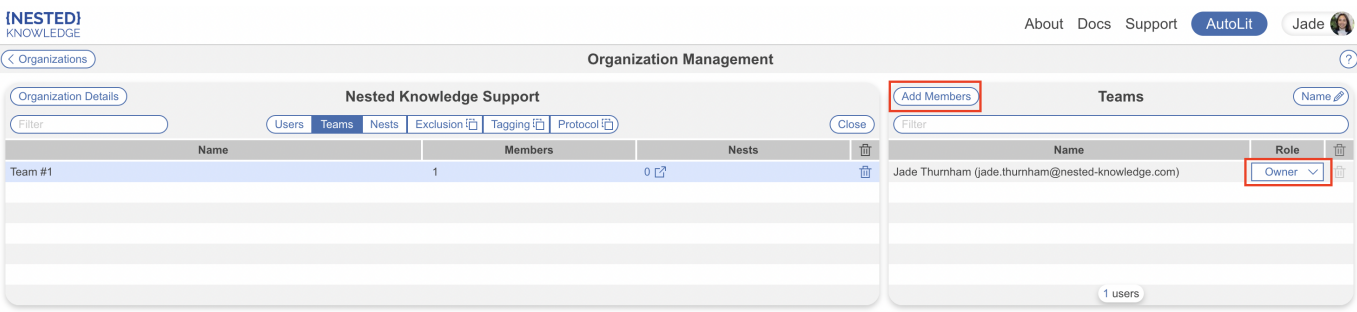 {NESTED}
KNOWLEDGE
About Docs Support AutoLit Jade
< Organizations
Organization Management
?
Organization Details
Nested Knowledge Support
Add Members
Teams
Name
Filter
Users Teams Nests Exclusion Tagging Protocol
Close
Filter
Name Members Nests
Name Role
Team #1 1 0
Jade Thurnham (jade.thurnham@nested-knowledge.com) Owner
1 users